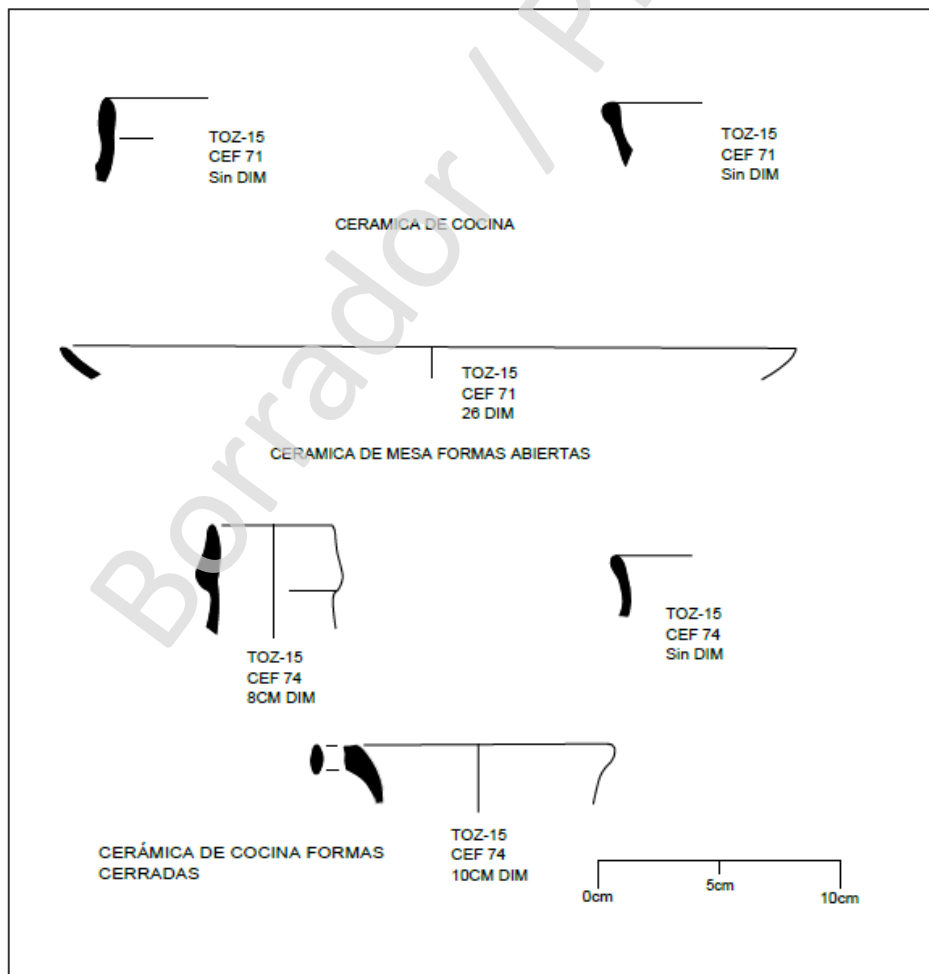 Borrador / P
TOZ-15
CEF 71
Sin DIM
TOZ-15
CEF 71
Sin DIM
CERAMICA DE COCINA
TOZ-15
CEF 71
26 DIM
CERAMICA DE MESA FORMAS ABIERTAS
TOZ-15
CEF 74
8CM DIM
TOZ-15
CEF 74
Sin DIM
TOZ-15
CEF 74
10CM DIM
CERÁMICA DE COCINA FORMAS
CERRADAS
0cm
5cm
10cm